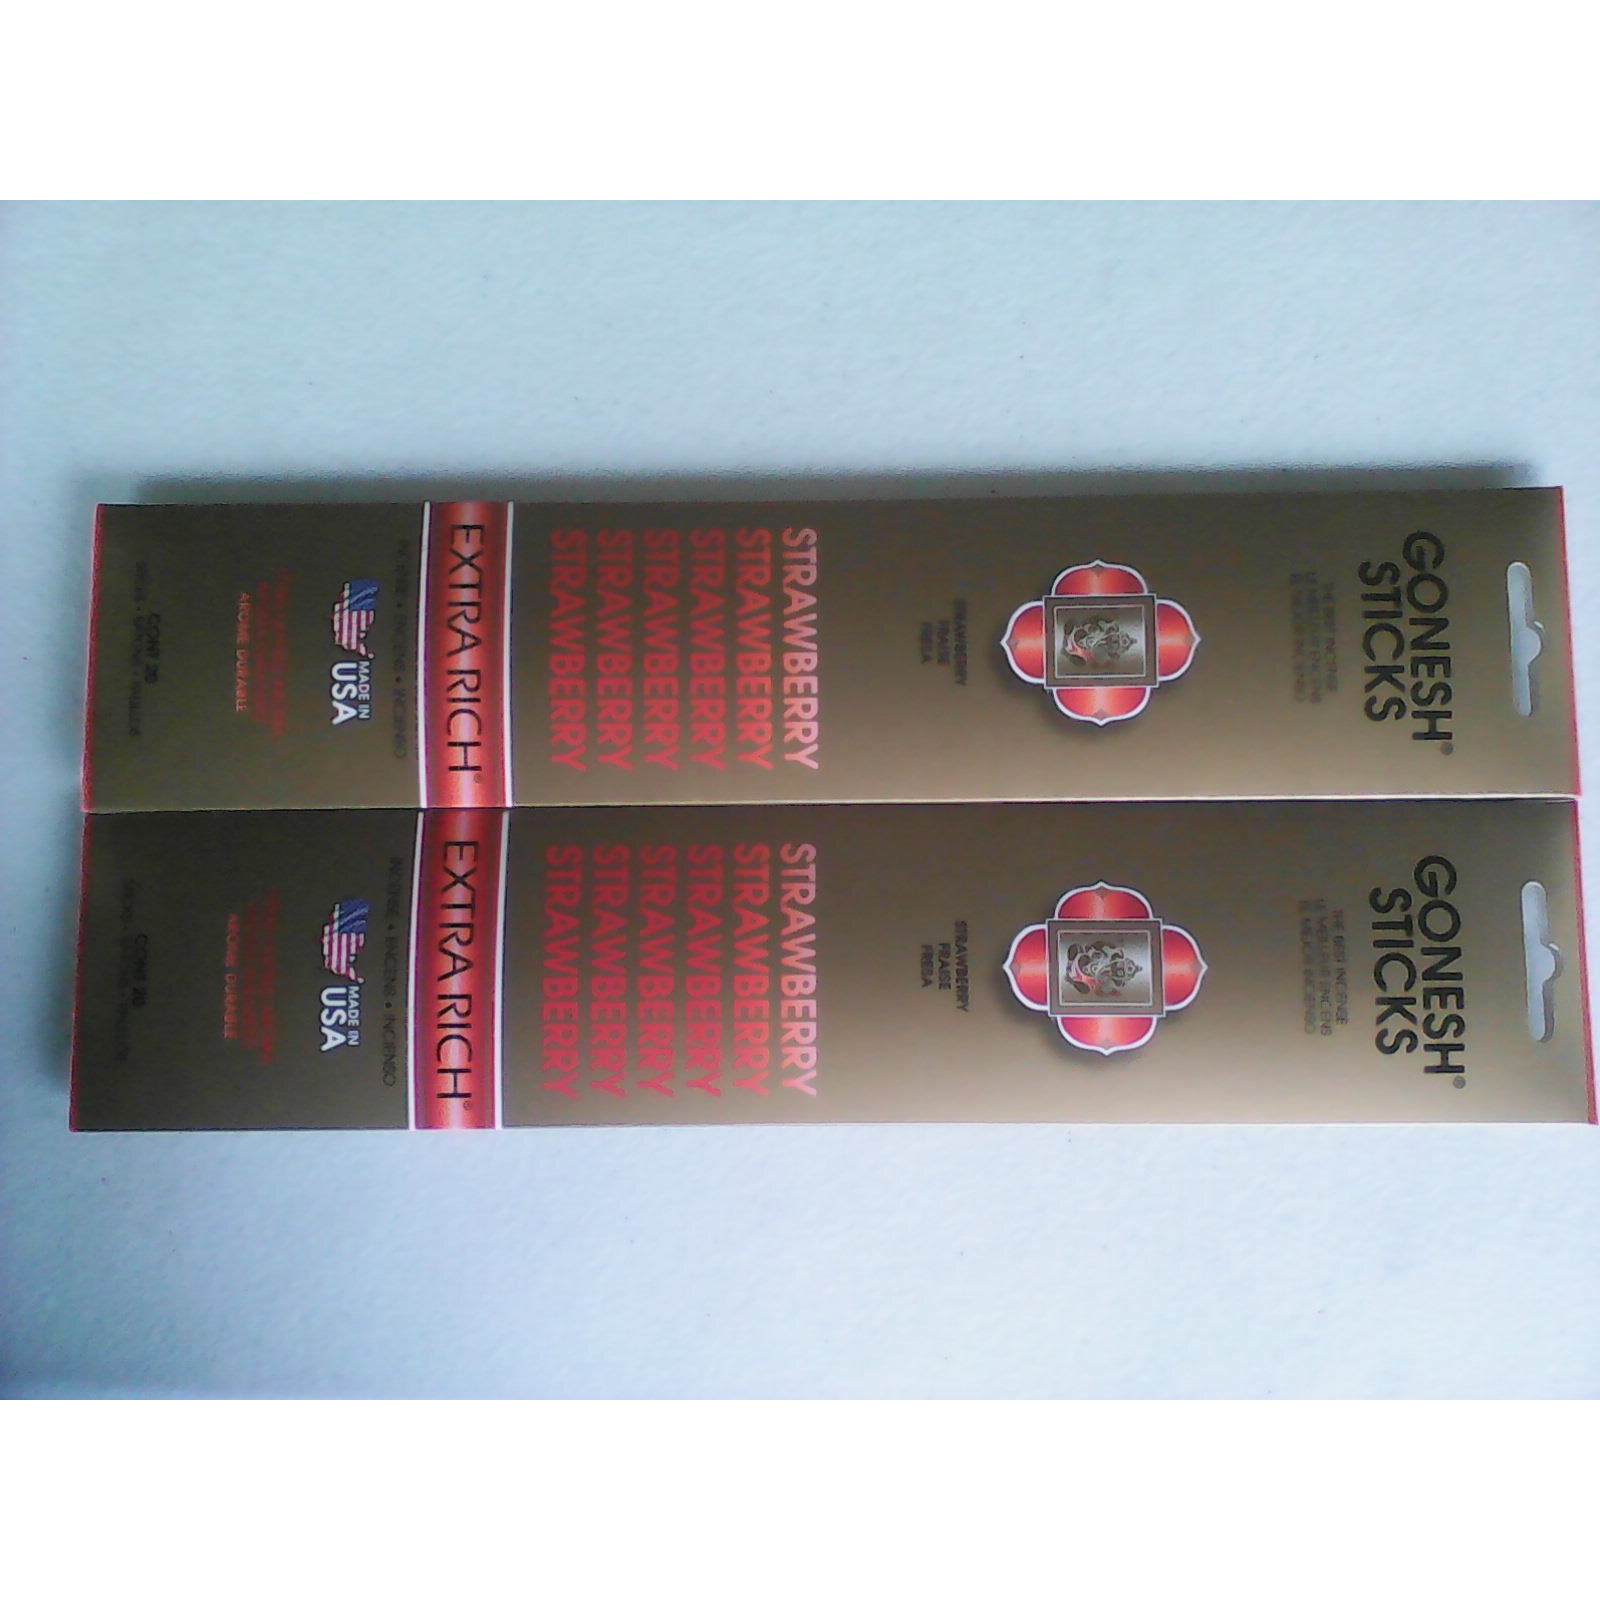 GONESH®
STICKS
THE BEST INCENSE
LE MEILLEUR ENCENS
EL MEJOR INCIENSO
STRAWBERRY
FRAISE
FRESA
STRAWBERRY
STRAWBERRY
STRAWBERRY
STRAWBERRY
STRAWBERRY
STRAWBERRY
EXTRA RICH®
INCENSE • ENCENS • INCIENSO
MADE IN
USA
AROME DURABLE
CONT 20
GONESH®
STICKS
THE BEST INCENSE
LE MEILLEUR ENCENS
EL MEJOR INCIENSO
STRAWBERRY
FRAISE
FRESA
STRAWBERRY
STRAWBERRY
STRAWBERRY
STRAWBERRY
STRAWBERRY
STRAWBERRY
EXTRA RICH®
INCENSE • ENCENS • INCIENSO
MADE IN
USA
AROME DURABLE
CONT 20